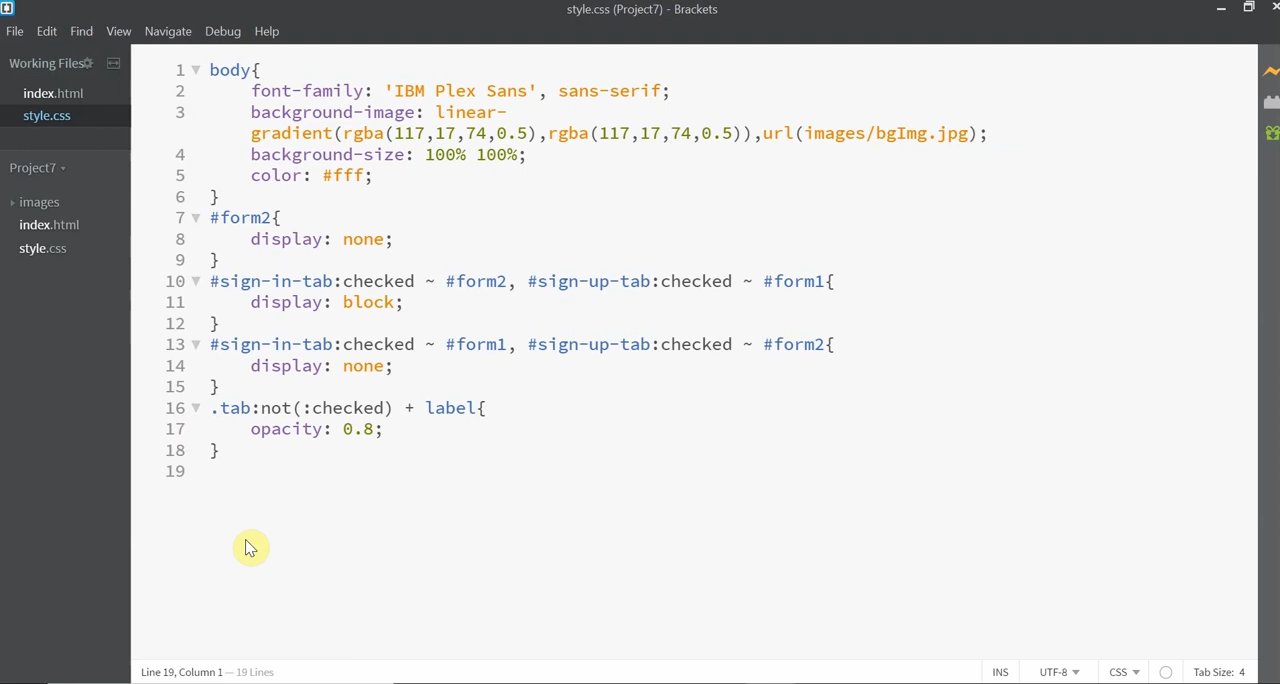 style.css (Project7) - Brackets
File Edit Find View Navigate Debug Help
Working Files
index.html
style.css
Project7
images
index.html
style.css
1 body{
2 font-family: 'IBM Plex Sans', sans-serif;
3 background-image: linear-
gradient(rgba(117,17,74,0.5),rgba(117,17,74,0.5)),url(images/bgImg.jpg);
4 background-size: 100% 100%;
5 color: #fff;
6 }
7 #form2{
8 display: none;
9 }
10 #sign-in-tab:checked ~ #form2, #sign-up-tab:checked ~ #form1{
11 display: block;
12 }
13 #sign-in-tab:checked ~ #form1, #sign-up-tab:checked ~ #form2{
14 display: none;
15 }
16 .tab:not(:checked) + label{
17 opacity: 0.8;
18 }
19
Line 19, Column 1 — 19 Lines INS UTF-8 CSS Tab Size: 4